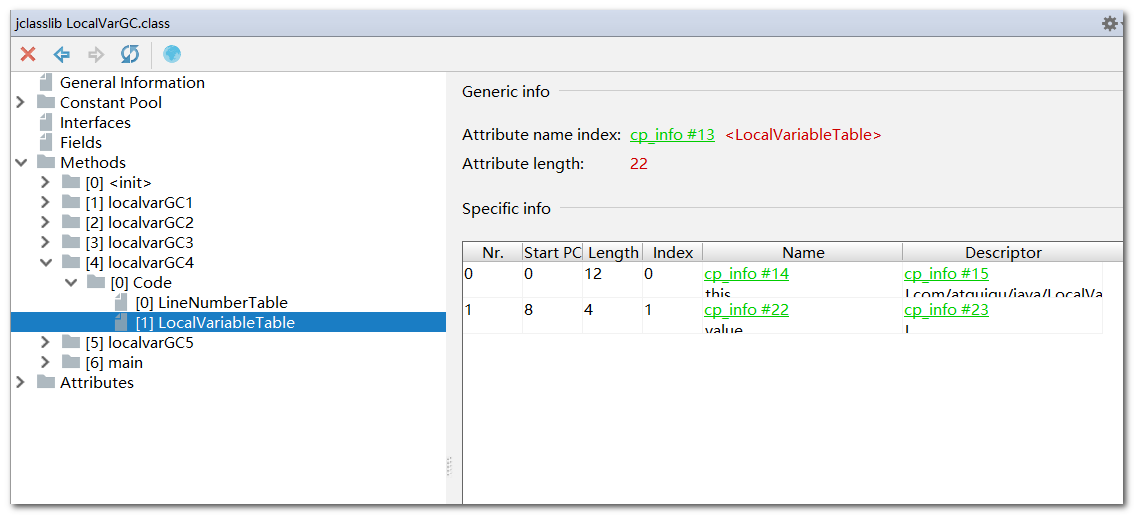 jclasslib LocalVarGC.class
General Information
Constant Pool
Interfaces
Fields
Methods
[0] <init>
[1] localvarGC1
[2] localvarGC2
[3] localvarGC3
[4] localvarGC4
[0] Code
[0] LineNumberTable
[1] LocalVariableTable
[5] localvarGC5
[6] main
Attributes
Generic info
Attribute name index: cp_info #13 <LocalVariableTable>
Attribute length: 22
Specific info
Nr. Start PC Length Index Name Descriptor
0 0 12 0 cp_info #14 cp_info #15
this Lcom/atguigu/java/LocalVa
1 8 4 1 cp_info #22 cp_info #23
value I